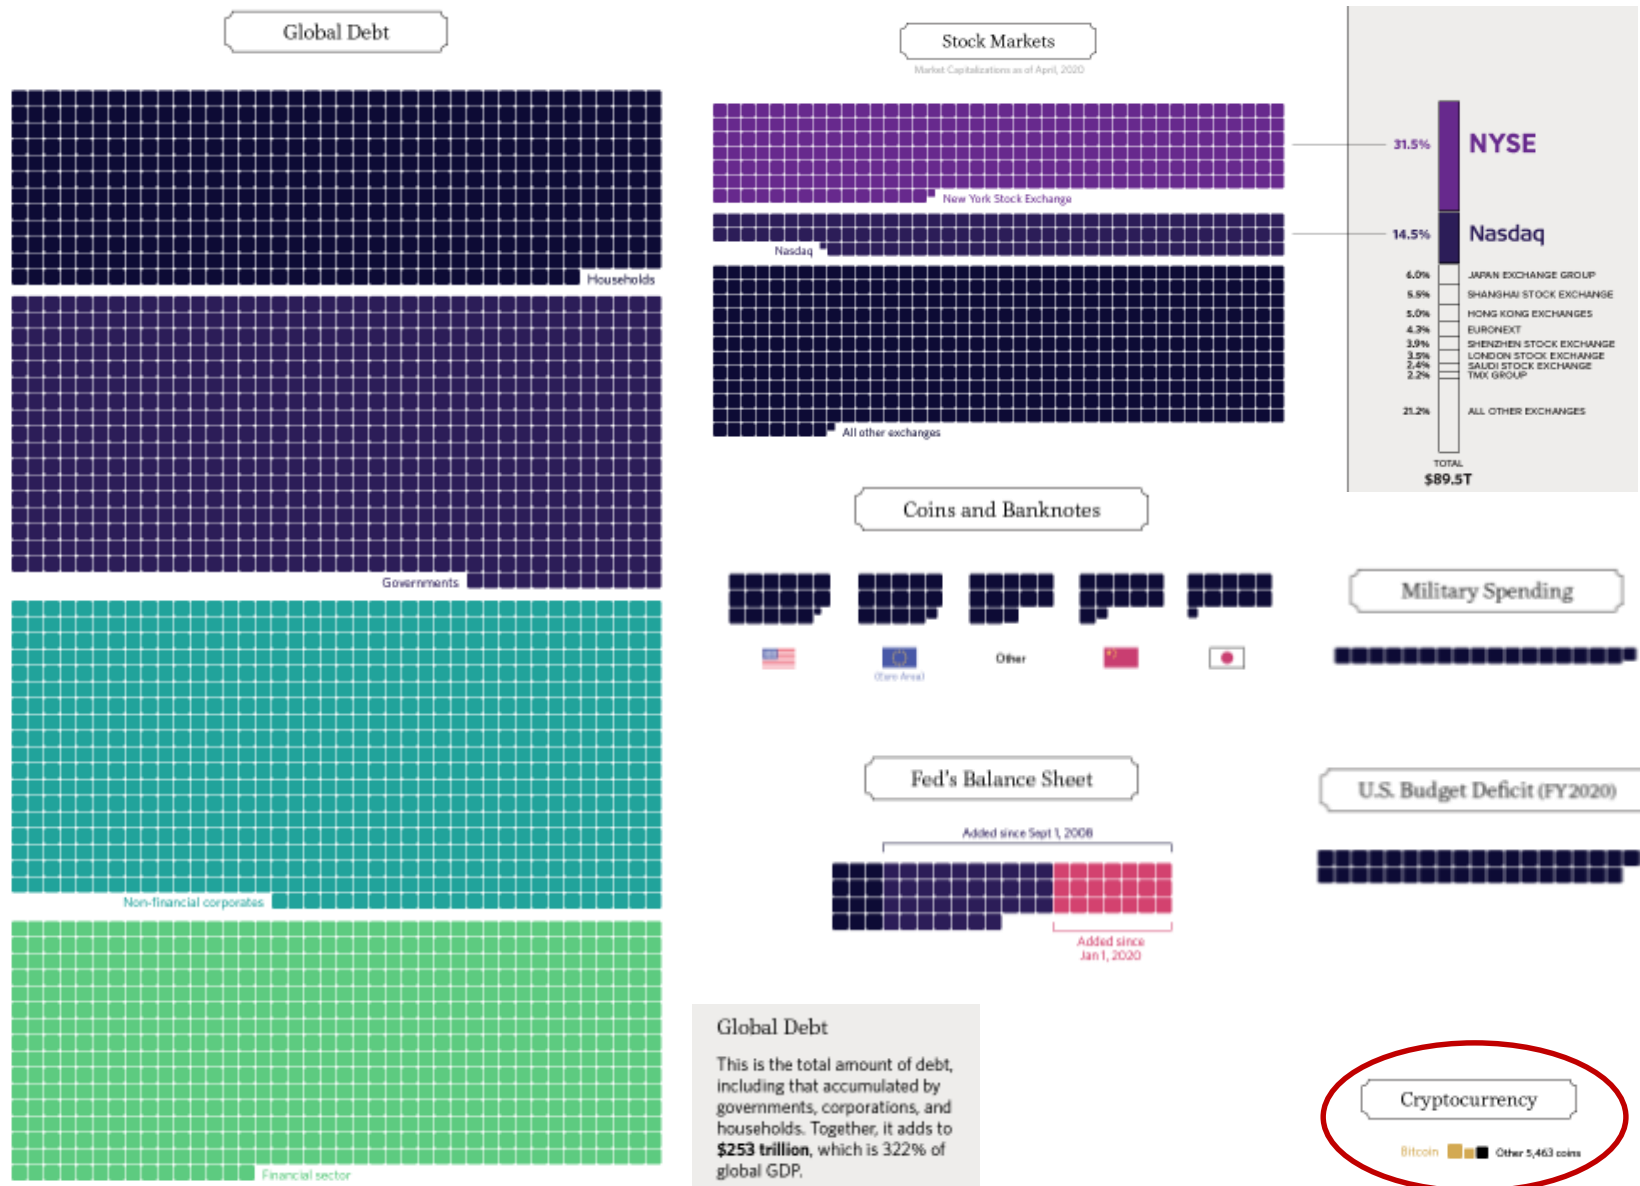 Global Debt
Households
Governments
Non-financial corporates
Financial sector
Stock Markets
Market Capitalizations as of April, 2020
New York Stock Exchange
Nasdaq
All other exchanges
31.5% NYSE
14.5% Nasdaq
6.0% JAPAN EXCHANGE GROUP
5.5% SHANGHAI STOCK EXCHANGE
5.0% HONG KONG EXCHANGES
4.3% EURONEXT
3.9% SHENZHEN STOCK EXCHANGE
3.5% LONDON STOCK EXCHANGE
2.4% SAUDI STOCK EXCHANGE
2.2% TMX GROUP
21.2% ALL OTHER EXCHANGES
TOTAL
$89.5T
Coins and Banknotes
(Euro Area)
Other
Military Spending
Fed's Balance Sheet
Added since Sept 1, 2008
Added since
Jan 1, 2020
U.S. Budget Deficit (FY2020)
Global Debt
This is the total amount of debt,
including that accumulated by
governments, corporations, and
households. Together, it adds to
$253 trillion, which is 322% of
global GDP.
Cryptocurrency
Bitcoin
Other 5,463 coins